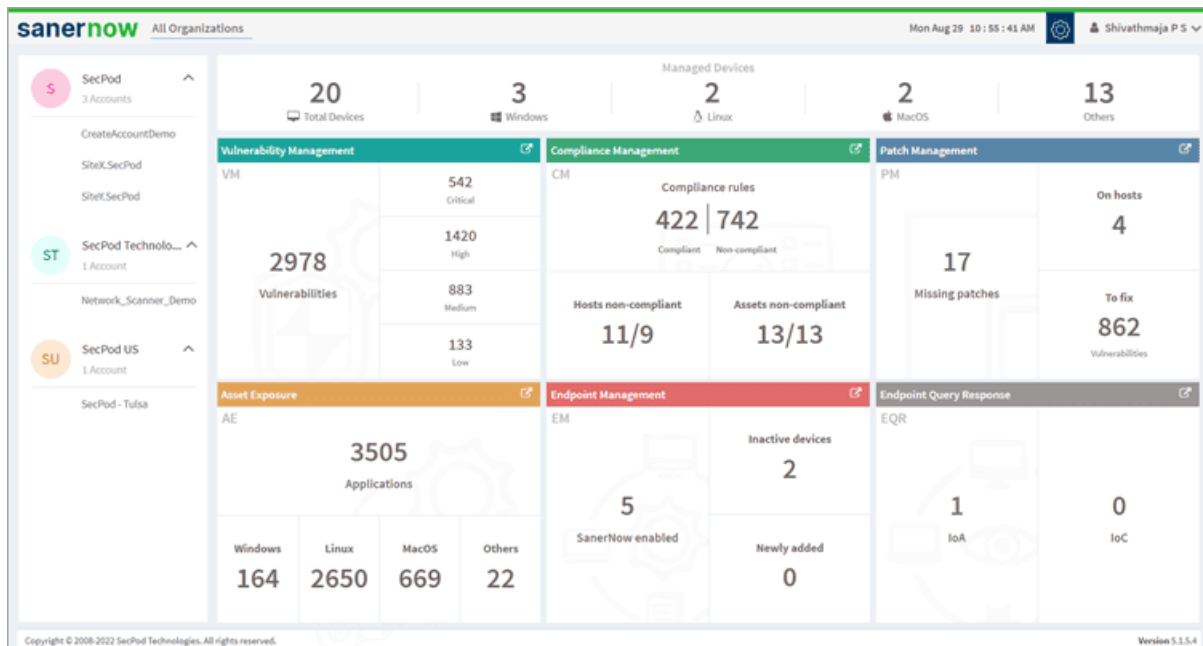 sanernow All Organizations Mon Aug 29 10:55:41 AM Shivathmaja P S
S SecPod
3 Accounts
CreateAccountDemo
SiteX.SecPod
SiteY.SecPod
ST SecPod Technolo...
1 Account
Network_Scanner_Demo
SU SecPod US
1 Account
SecPod - Tulsa
Managed Devices
20 3 2 2 13
Total Devices Windows Linux MacOS Others
Vulnerability Management
VM
2978
Vulnerabilities
542
Critical
1420
High
883
Medium
133
Low
Compliance Management
CM
Compliance rules
422 742
Compliant Non-compliant
Hosts non-compliant Assets non-compliant
11/9 13/13
Patch Management
PM
17
Missing patches
On hosts
4
To fix
862
Vulnerabilities
Asset Exposure
AE
3505
Applications
Windows Linux MacOS Others
164 2650 669 22
Endpoint Management
EM
5
SanerNow enabled
Inactive devices
2
Newly added
0
Endpoint Query Response
EQR
1 0
IoA IoC
Copyright © 2008-2022 SecPod Technologies. All rights reserved. Version 5.1.5.4